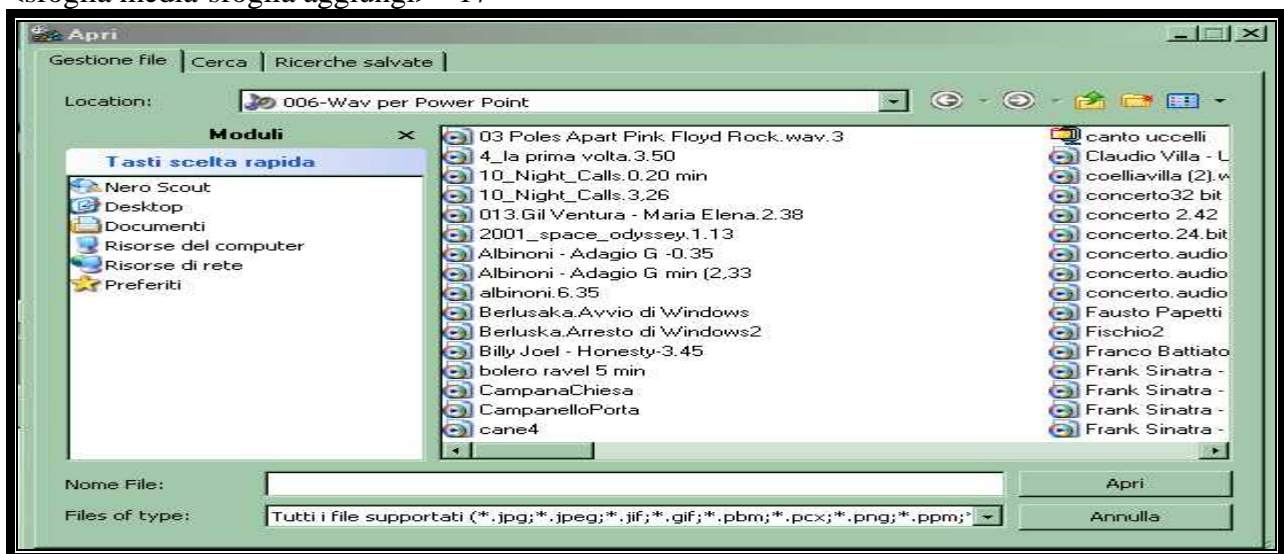 Apri
Gestione file Cerca Ricerche salvate
Location: 006-Wav per Power Point
Moduli
Tasti scelta rapida
Nero Scout
Desktop
Documenti
Risorse del computer
Risorse di rete
Preferiti
03 Poles Apart Pink Floyd Rock.wav.3
4_la prima volta.3.50
10_Night_Calls.0.20 min
10_Night_Calls.3,26
013.Gil Ventura - Maria Elena.2.38
2001_space_odyssey.1.13
Albinoni - Adagio G -0.35
Albinoni - Adagio G min (2,33
albinoni.6.35
Berlusaka.Avvio di Windows
Berluska.Arresto di Windows2
Billy Joel - Honesty-3.45
bolero ravel 5 min
CampanaChiesa
CampanelloPorta
cane4
canto uccelli
Claudio Villa - L
coelliavilla (2).w
concerto32 bit
concerto 2.42
concerto.24.bit
concerto.audio
concerto.audio
concerto.audio
Fausto Papetti
Fischio2
Franco Battiato
Frank Sinatra -
Frank Sinatra -
Frank Sinatra -
Frank Sinatra -
Nome File: Apri
Files of type: Tutti i file supportati (*.jpg;*.jpeg;*.jif;*.gif;*.pbm;*.pcx;*.png;*.ppm;* Annulla